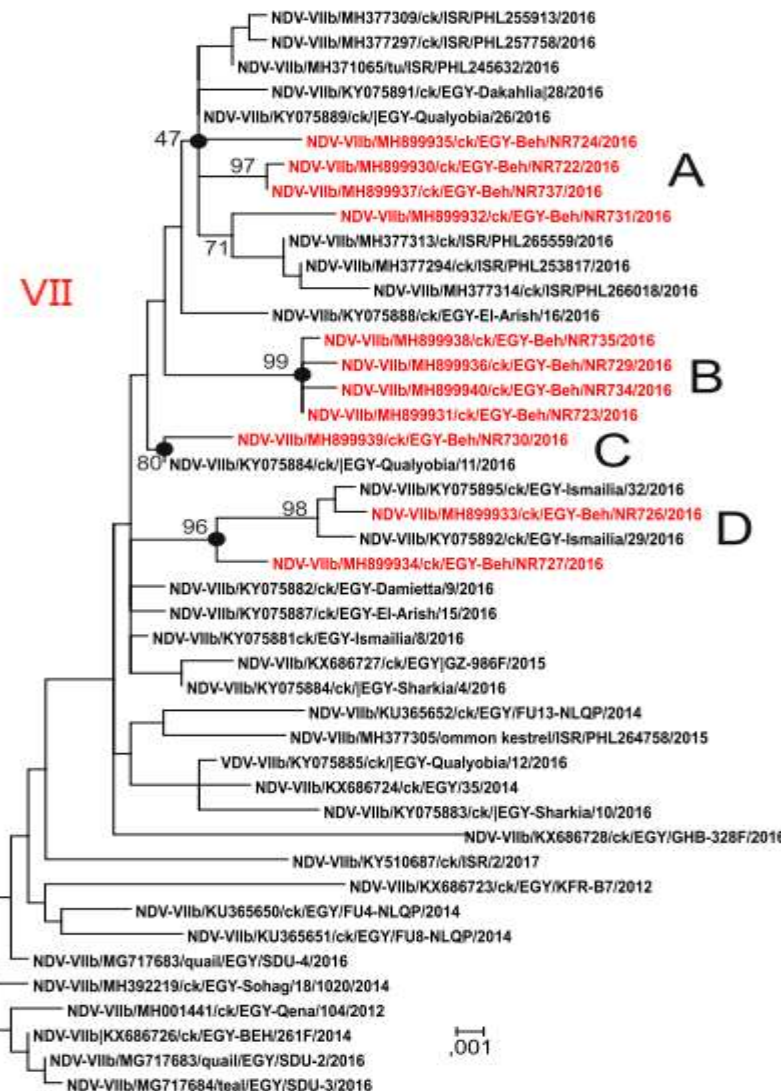 NDV-VIIb/MH377309/ck/ISR/PHL255913/2016
NDV-VIIb/MH377297/ck/ISR/PHL257758/2016
NDV-VIIb/MH371065/tu/ISR/PHL245632/2016
NDV-VIIb/KY075891/ck/EGY-Dakahlia|28/2016
NDV-VIIb/KY075889/ck/|EGY-Qualyobia/26/2016
47
NDV-VIIb/MH899935/ck/EGY-Beh/NR724/2016
97
NDV-VIIb/MH899930/ck/EGY-Beh/NR722/2016
A
NDV-VIIb/MH899937/ck/EGY-Beh/NR737/2016
NDV-VIIb/MH899932/ck/EGY-Beh/NR731/2016
71
NDV-VIIb/MH377313/ck/ISR/PHL265559/2016
NDV-VIIb/MH377294/ck/ISR/PHL253817/2016
VII
NDV-VIIb/MH377314/ck/ISR/PHL266018/2016
NDV-VIIb/KY075888/ck/EGY-El-Arish/16/2016
NDV-VIIb/MH899938/ck/EGY-Beh/NR735/2016
99
NDV-VIIb/MH899936/ck/EGY-Beh/NR729/2016
B
NDV-VIIb/MH899940/ck/EGY-Beh/NR734/2016
NDV-VIIb/MH899931/ck/EGY-Beh/NR723/2016
NDV-VIIb/MH899939/ck/EGY-Beh/NR730/2016
C
80
NDV-VIIb/KY075884/ck/|EGY-Qualyobia/11/2016
NDV-VIIb/KY075895/ck/EGY-Ismailia/32/2016
98
NDV-VIIb/MH899933/ck/EGY-Beh/NR726/2016
D
96
NDV-VIIb/KY075892/ck/EGY-Ismailia/29/2016
NDV-VIIb/MH899934/ck/EGY-Beh/NR727/2016
NDV-VIIb/KY075882/ck/EGY-Damietta/9/2016
NDV-VIIb/KY075887/ck/EGY-El-Arish/15/2016
NDV-VIIb/KY075881ck/EGY-Ismailia/8/2016
NDV-VIIb/KX686727/ck/EGY|GZ-986F/2015
NDV-VIIb/KY075884/ck/|EGY-Sharkia/4/2016
NDV-VIIb/KU365652/ck/EGY/FU13-NLQP/2014
NDV-VIIb/MH377305/ommon kestrel/ISR/PHL264758/2015
VDV-VIIb/KY075885/ck/|EGY-Qualyobia/12/2016
NDV-VIIb/KX686724/ck/EGY/35/2014
NDV-VIIb/KY075883/ck/|EGY-Sharkia/10/2016
NDV-VIIb/KX686728/ck/EGY/GHB-328F/2016
NDV-VIIb/KY510687/ck/ISR/2/2017
NDV-VIIb/KX686723/ck/EGY/KFR-B7/2012
NDV-VIIb/KU365650/ck/EGY/FU4-NLQP/2014
NDV-VIIb/KU365651/ck/EGY/FU8-NLQP/2014
NDV-VIIb/MG717683/quail/EGY/SDU-4/2016
NDV-VIIb/MH392219/ck/EGY-Sohag/18/1020/2014
NDV-VIIb/MH001441/ck/EGY-Qena/104/2012
NDV-VIIb|KX686726/ck/EGY-BEH/261F/2014
,001
NDV-VIIb/MG717683/quail/EGY/SDU-2/2016
NDV-VIIb/MG717684/teal/EGY/SDU-3/2016